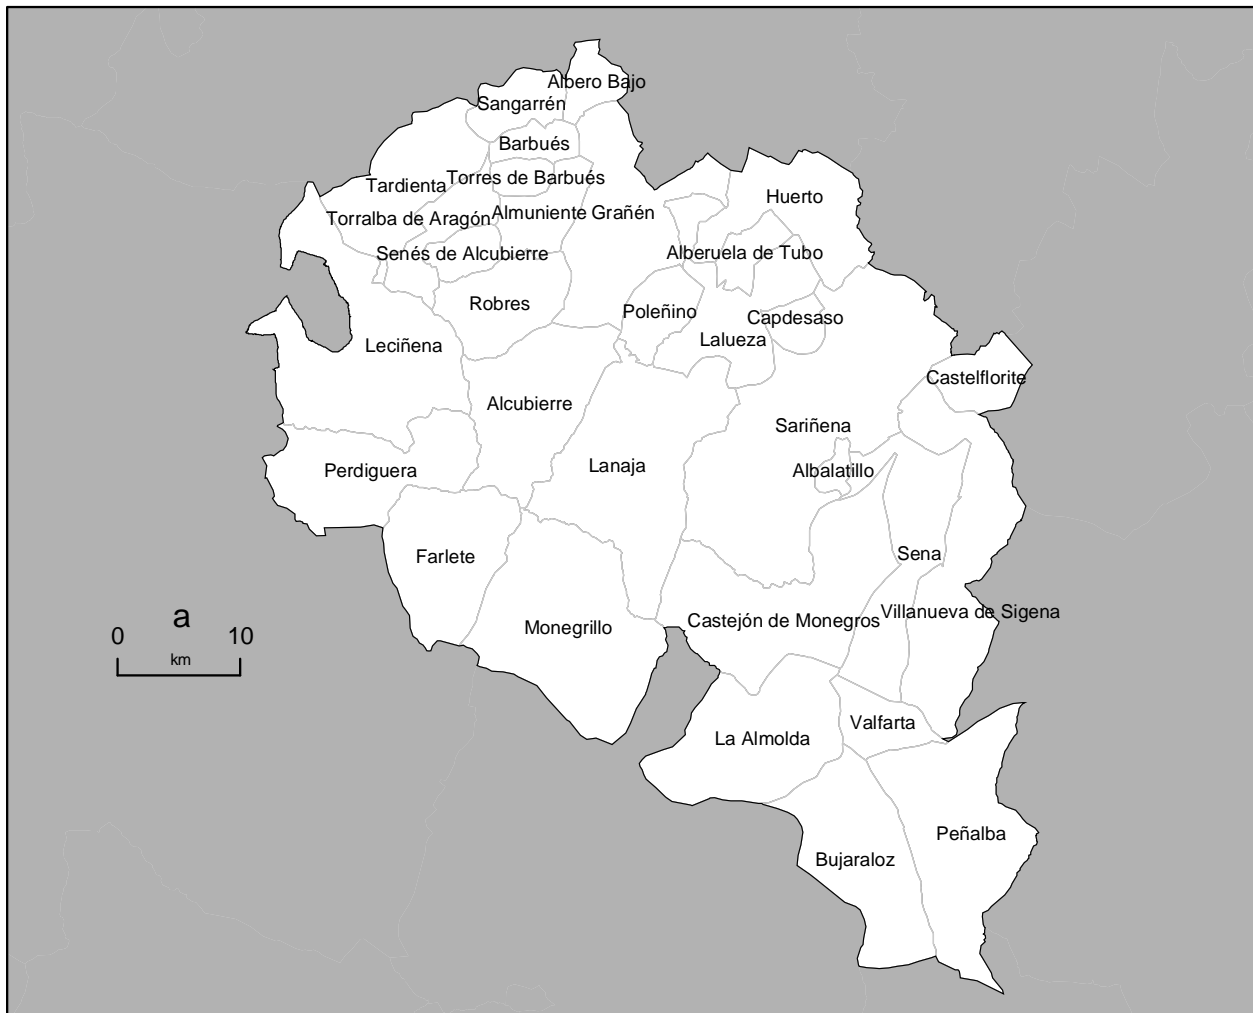 Albero Bajo
Sangarrén
Barbués
Torres de Barbués
Tardienta
Huerto
Torralba de Aragón
Almuniente
Grañén
Senés de Alcubierre
Alberuela de Tubo
Robres
Poleñino
Capdesaso
Lalueza
Leciñena
Castelflorite
Alcubierre
Sariñena
Perdiguera
Lanaja
Albalatillo
Farlete
Sena
Villanueva de Sigena
Castejón de Monegros
Monegrillo
a
0 10
km
Valfarta
La Almolda
Peñalba
Bujaraloz